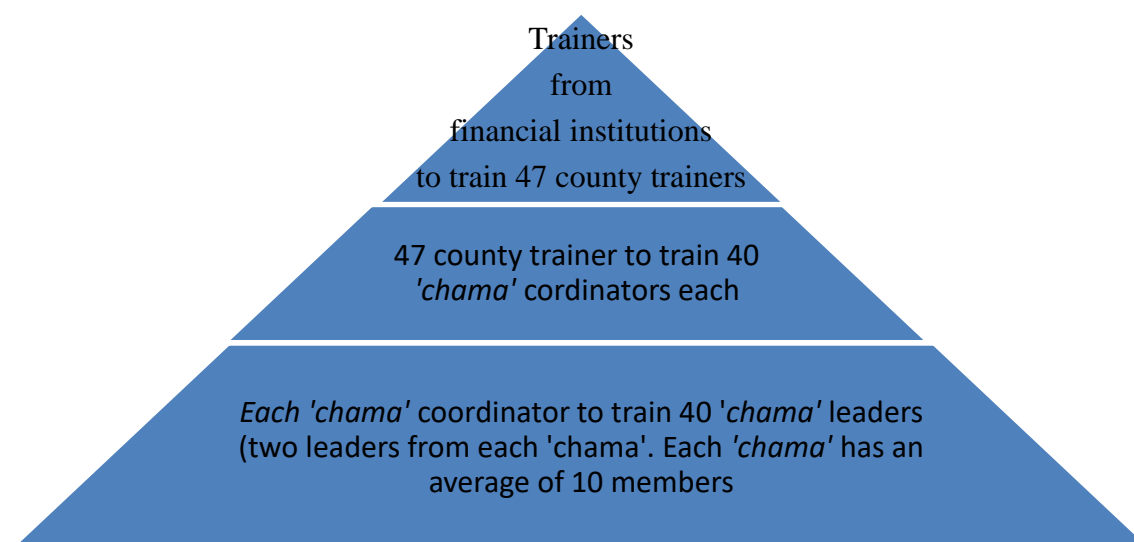 Trainers
from
financial institutions
to train 47 county trainers
47 county trainer to train 40
'chama' cordinators each
Each 'chama' coordinator to train 40 'chama' leaders
(two leaders from each 'chama'. Each 'chama' has an
average of 10 members